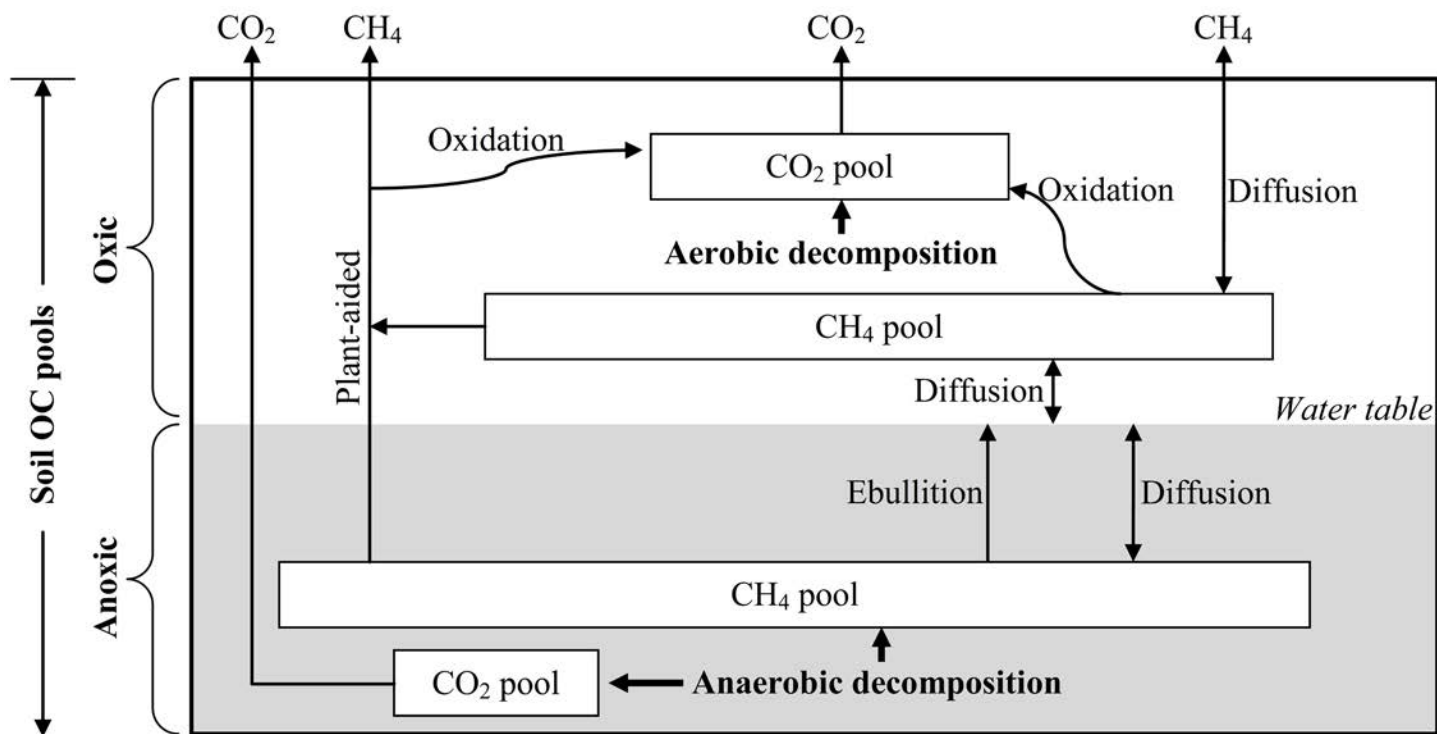 CO₂
CH₄
CO₂
CH₄
Oxidation
CO₂ pool
Oxidation
Diffusion
Aerobic decomposition
Oxic
Plant-aided
CH₄ pool
Diffusion
Water table
Soil OC pools
Ebullition
Diffusion
Anoxic
CH₄ pool
CO₂ pool
Anaerobic decomposition